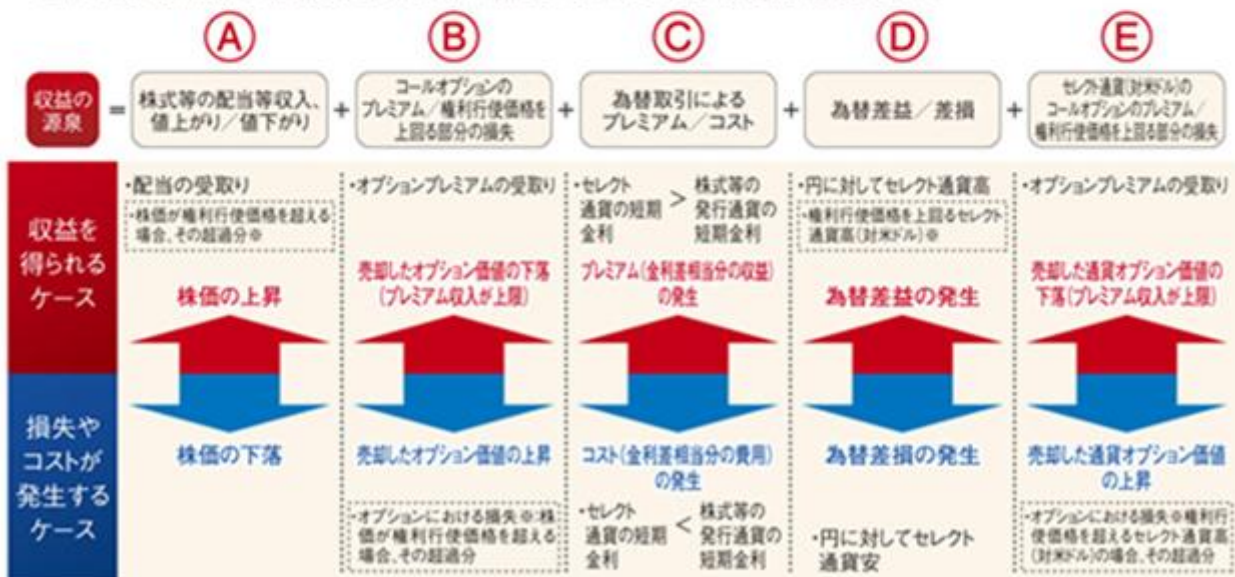 A
B
C
D
E
収益の
源泉
=
株式等の配当等収入、
値上がり/値下がり
+
コールオプションの
プレミアム/権利行使価格を
上回る部分の損失
+
為替取引による
プレミアム/コスト
+
為替差益/差損
+
セレクト通貨(対米ドル)の
コールオプションのプレミアム/
権利行使価格を上回る部分の損失
収益を
得られる
ケース
・配当の受取り
・株価が権利行使価格を超える
場合、その超過分※
株価の上昇
・オプションプレミアムの受取り
売却したオプション価値の下落
(プレミアム収入が上限)
・セレクト
通貨の短期
金利
>
株式等の
発行通貨の
短期金利
プレミアム(金利差相当分の収益)
の発生
・円に対してセレクト通貨高
・権利行使価格を上回るセレクト
通貨高(対米ドル)※
為替差益の発生
・オプションプレミアムの受取り
売却した通貨オプション価値の
下落(プレミアム収入が上限)
損失や
コストが
発生する
ケース
株価の下落
売却したオプション価値の上昇
・オプションにおける損失※:株
価が権利行使価格を超える
場合、その超過分
コスト(金利差相当分の費用)
の発生
・セレクト
通貨の短期
金利
<
株式等の
発行通貨の
短期金利
為替差損の発生
・円に対してセレクト
通貨安
売却した通貨オプション価値
の上昇
・オプションにおける損失※権利行
使価格を超えるセレクト通貨高
(対米ドル)の場合、その超過分